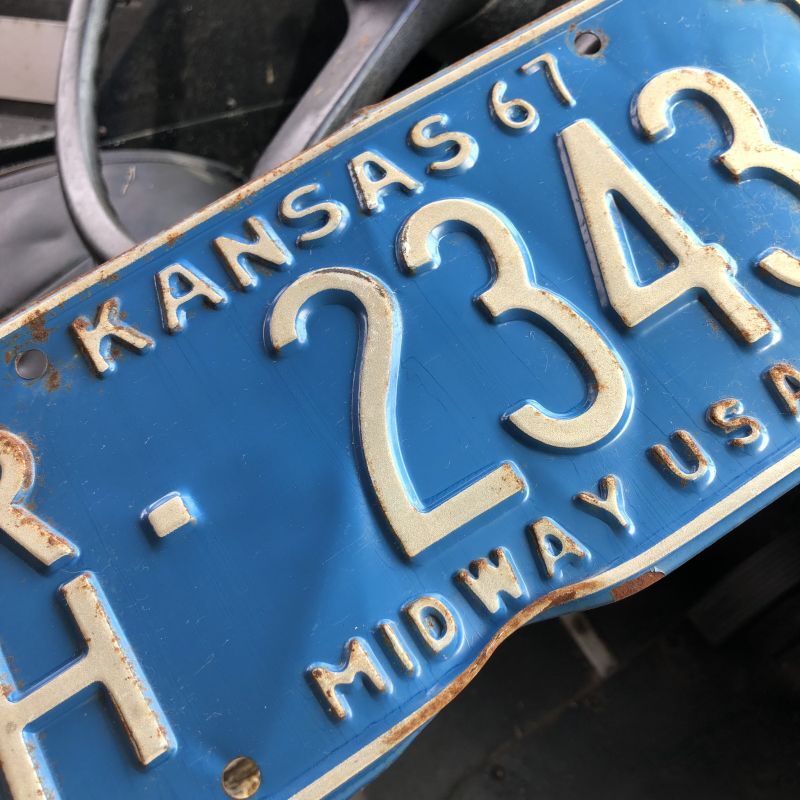 KANSAS 67
R
H - 2343
MIDWAY USA